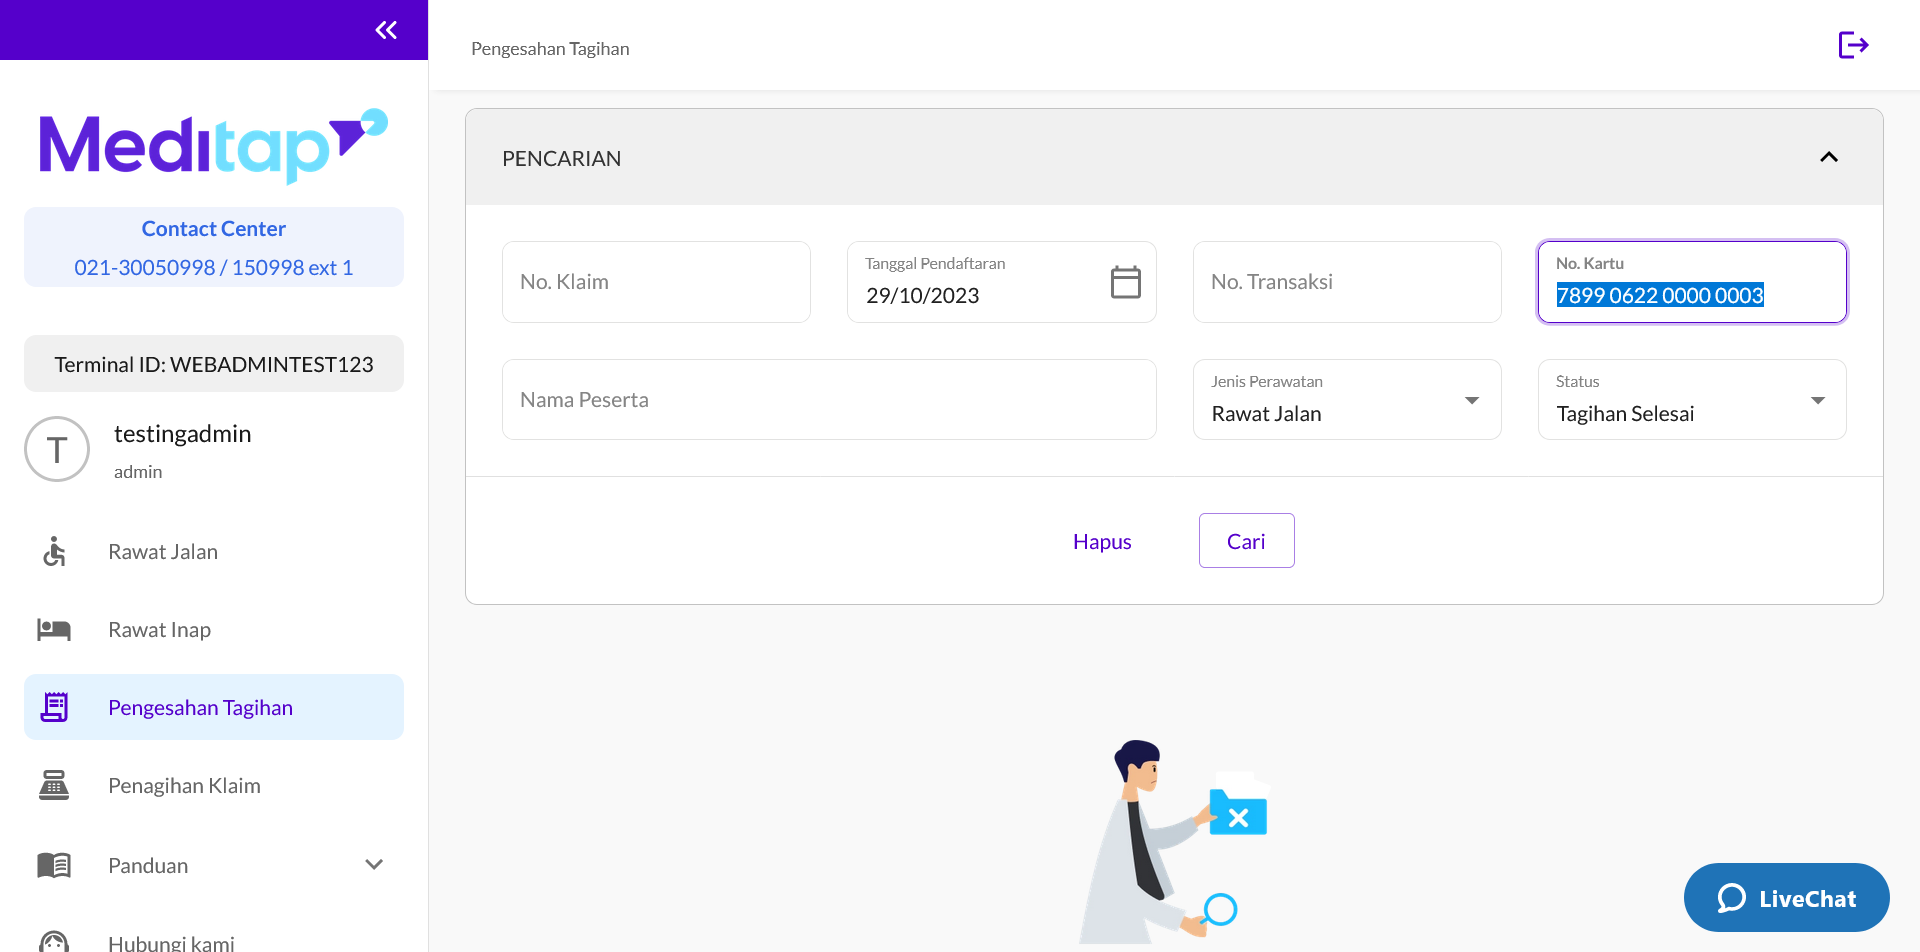 Pengesahan Tagihan
Meditap
Contact Center
021-30050998 / 150998 ext 1
Terminal ID: WEBADMINTEST123
T
testingadmin
admin
Rawat Jalan
Rawat Inap
Pengesahan Tagihan
Penagihan Klaim
Panduan
Hubungi kami
PENCARIAN
No. Klaim
Tanggal Pendaftaran
29/10/2023
No. Transaksi
No. Kartu
7899 0622 0000 0003
Nama Peserta
Jenis Perawatan
Rawat Jalan
Status
Tagihan Selesai
Hapus
Cari
LiveChat